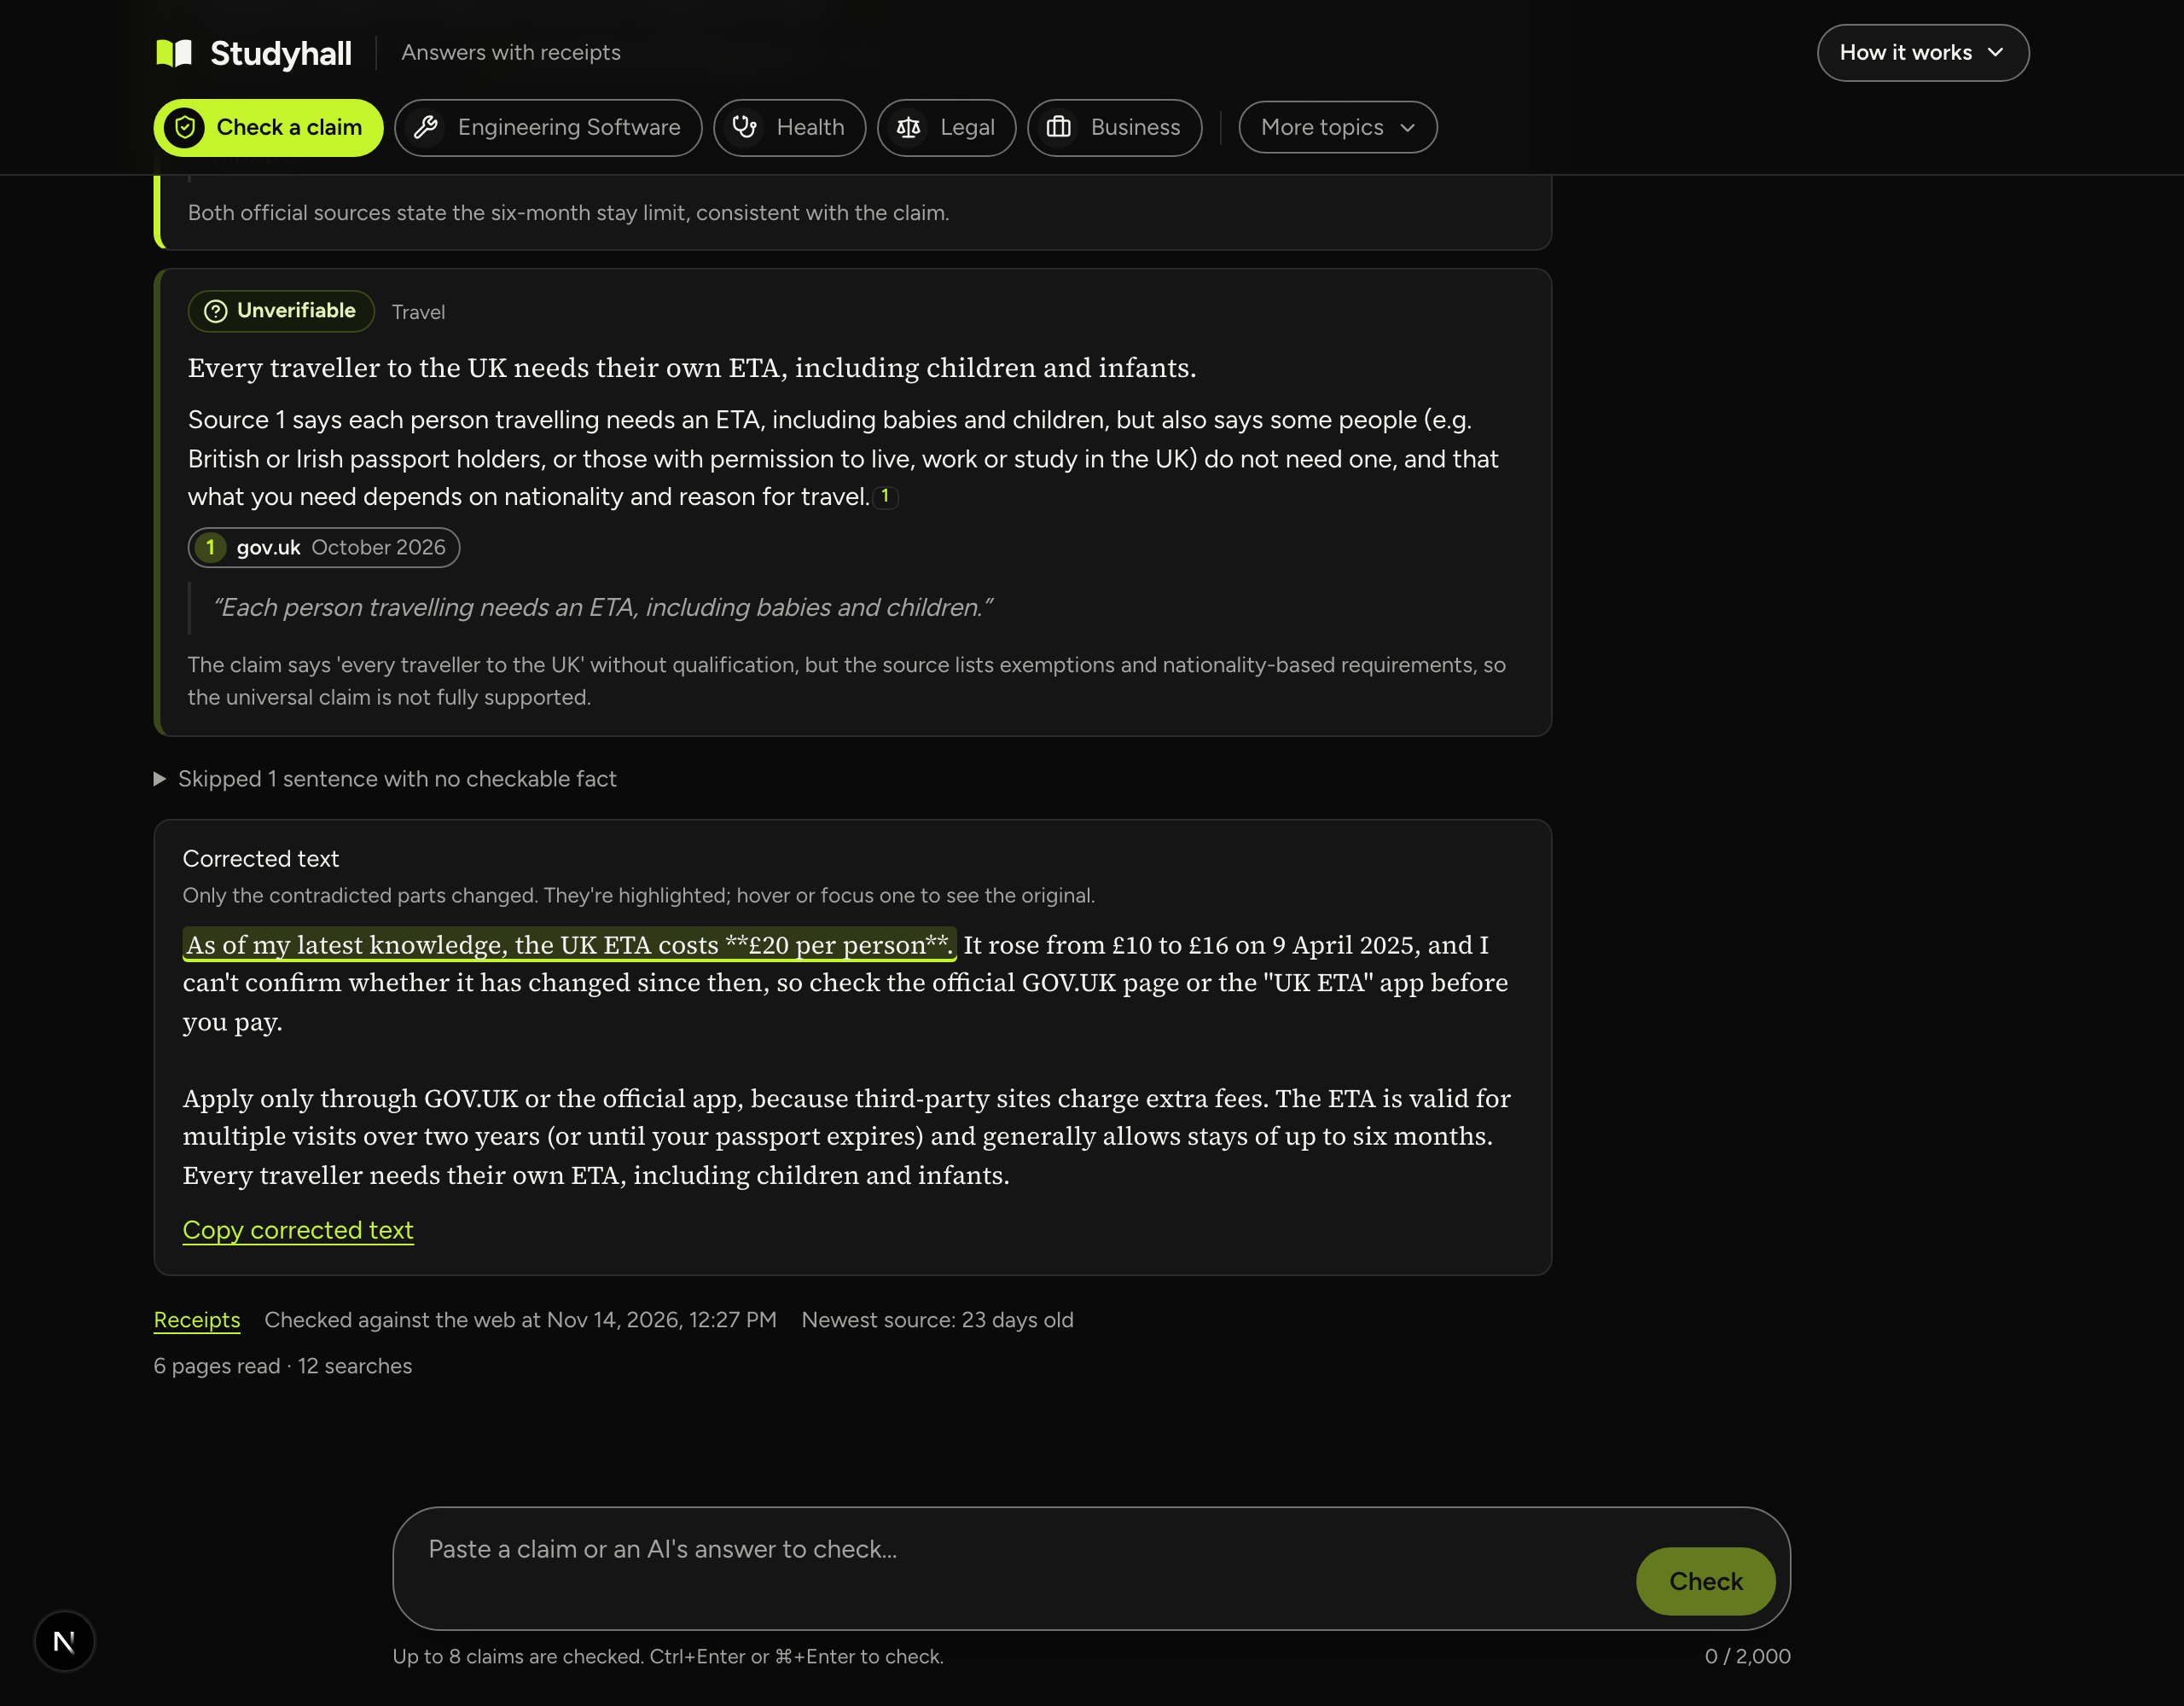 Studyhall
Answers with receipts
How it works
Check a claim
Engineering Software
Health
Legal
Business
More topics
Both official sources state the six-month stay limit, consistent with the claim.
Unverifiable
Travel
Every traveller to the UK needs their own ETA, including children and infants.
Source 1 says each person travelling needs an ETA, including babies and children, but also says some people (e.g.
British or Irish passport holders, or those with permission to live, work or study in the UK) do not need one, and that
what you need depends on nationality and reason for travel. 1
1 gov.uk October 2026
“Each person travelling needs an ETA, including babies and children.”
The claim says 'every traveller to the UK' without qualification, but the source lists exemptions and nationality-based requirements, so
the universal claim is not fully supported.
Skipped 1 sentence with no checkable fact
Corrected text
Only the contradicted parts changed. They're highlighted; hover or focus one to see the original.
As of my latest knowledge, the UK ETA costs **£20 per person**. It rose from £10 to £16 on 9 April 2025, and I
can't confirm whether it has changed since then, so check the official GOV.UK page or the "UK ETA" app before
you pay.
Apply only through GOV.UK or the official app, because third-party sites charge extra fees. The ETA is valid for
multiple visits over two years (or until your passport expires) and generally allows stays of up to six months.
Every traveller needs their own ETA, including children and infants.
Copy corrected text
Receipts
Checked against the web at Nov 14, 2026, 12:27 PM
Newest source: 23 days old
6 pages read · 12 searches
Paste a claim or an AI's answer to check...
Check
N
Up to 8 claims are checked. Ctrl+Enter or ⌘+Enter to check.
0 / 2,000